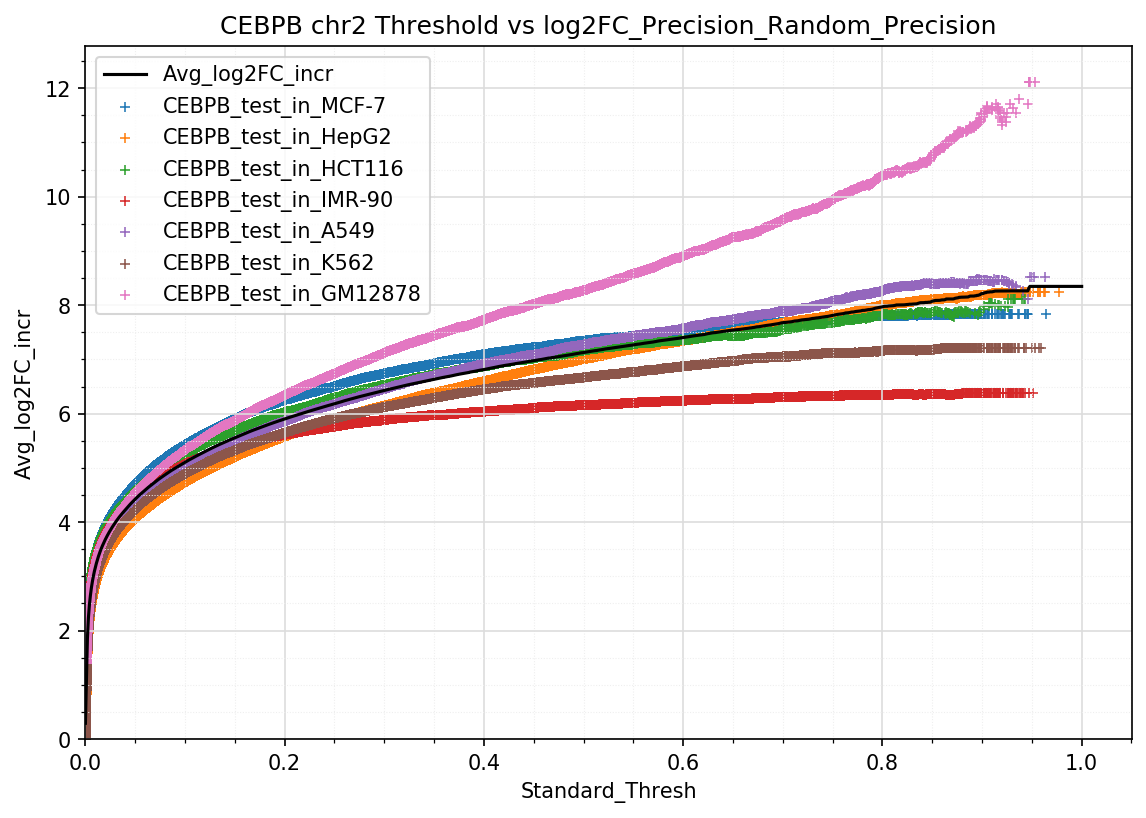 CEBPB chr2 Threshold vs log2FC_Precision_Random_Precision
Avg_log2FC_incr
CEBPB_test_in_MCF-7
CEBPB_test_in_HepG2
CEBPB_test_in_HCT116
CEBPB_test_in_IMR-90
CEBPB_test_in_A549
CEBPB_test_in_K562
CEBPB_test_in_GM12878
Avg_log2FC_incr
12
10
8
6
4
2
0
0.0 0.2 0.4 0.6 0.8 1.0
Standard_Thresh